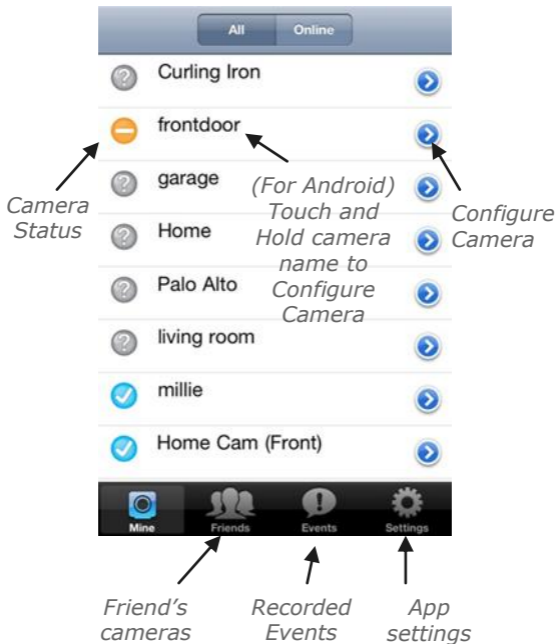 All Online
Curling Iron
frontdoor
garage
Home
Palo Alto
living room
millie
Home Cam (Front)
Camera
Status
(For Android)
Touch and
Hold camera
name to
Configure
Camera
Configure
Camera
Mine Friends Events Settings
Friend's
cameras
Recorded
Events
App
settings